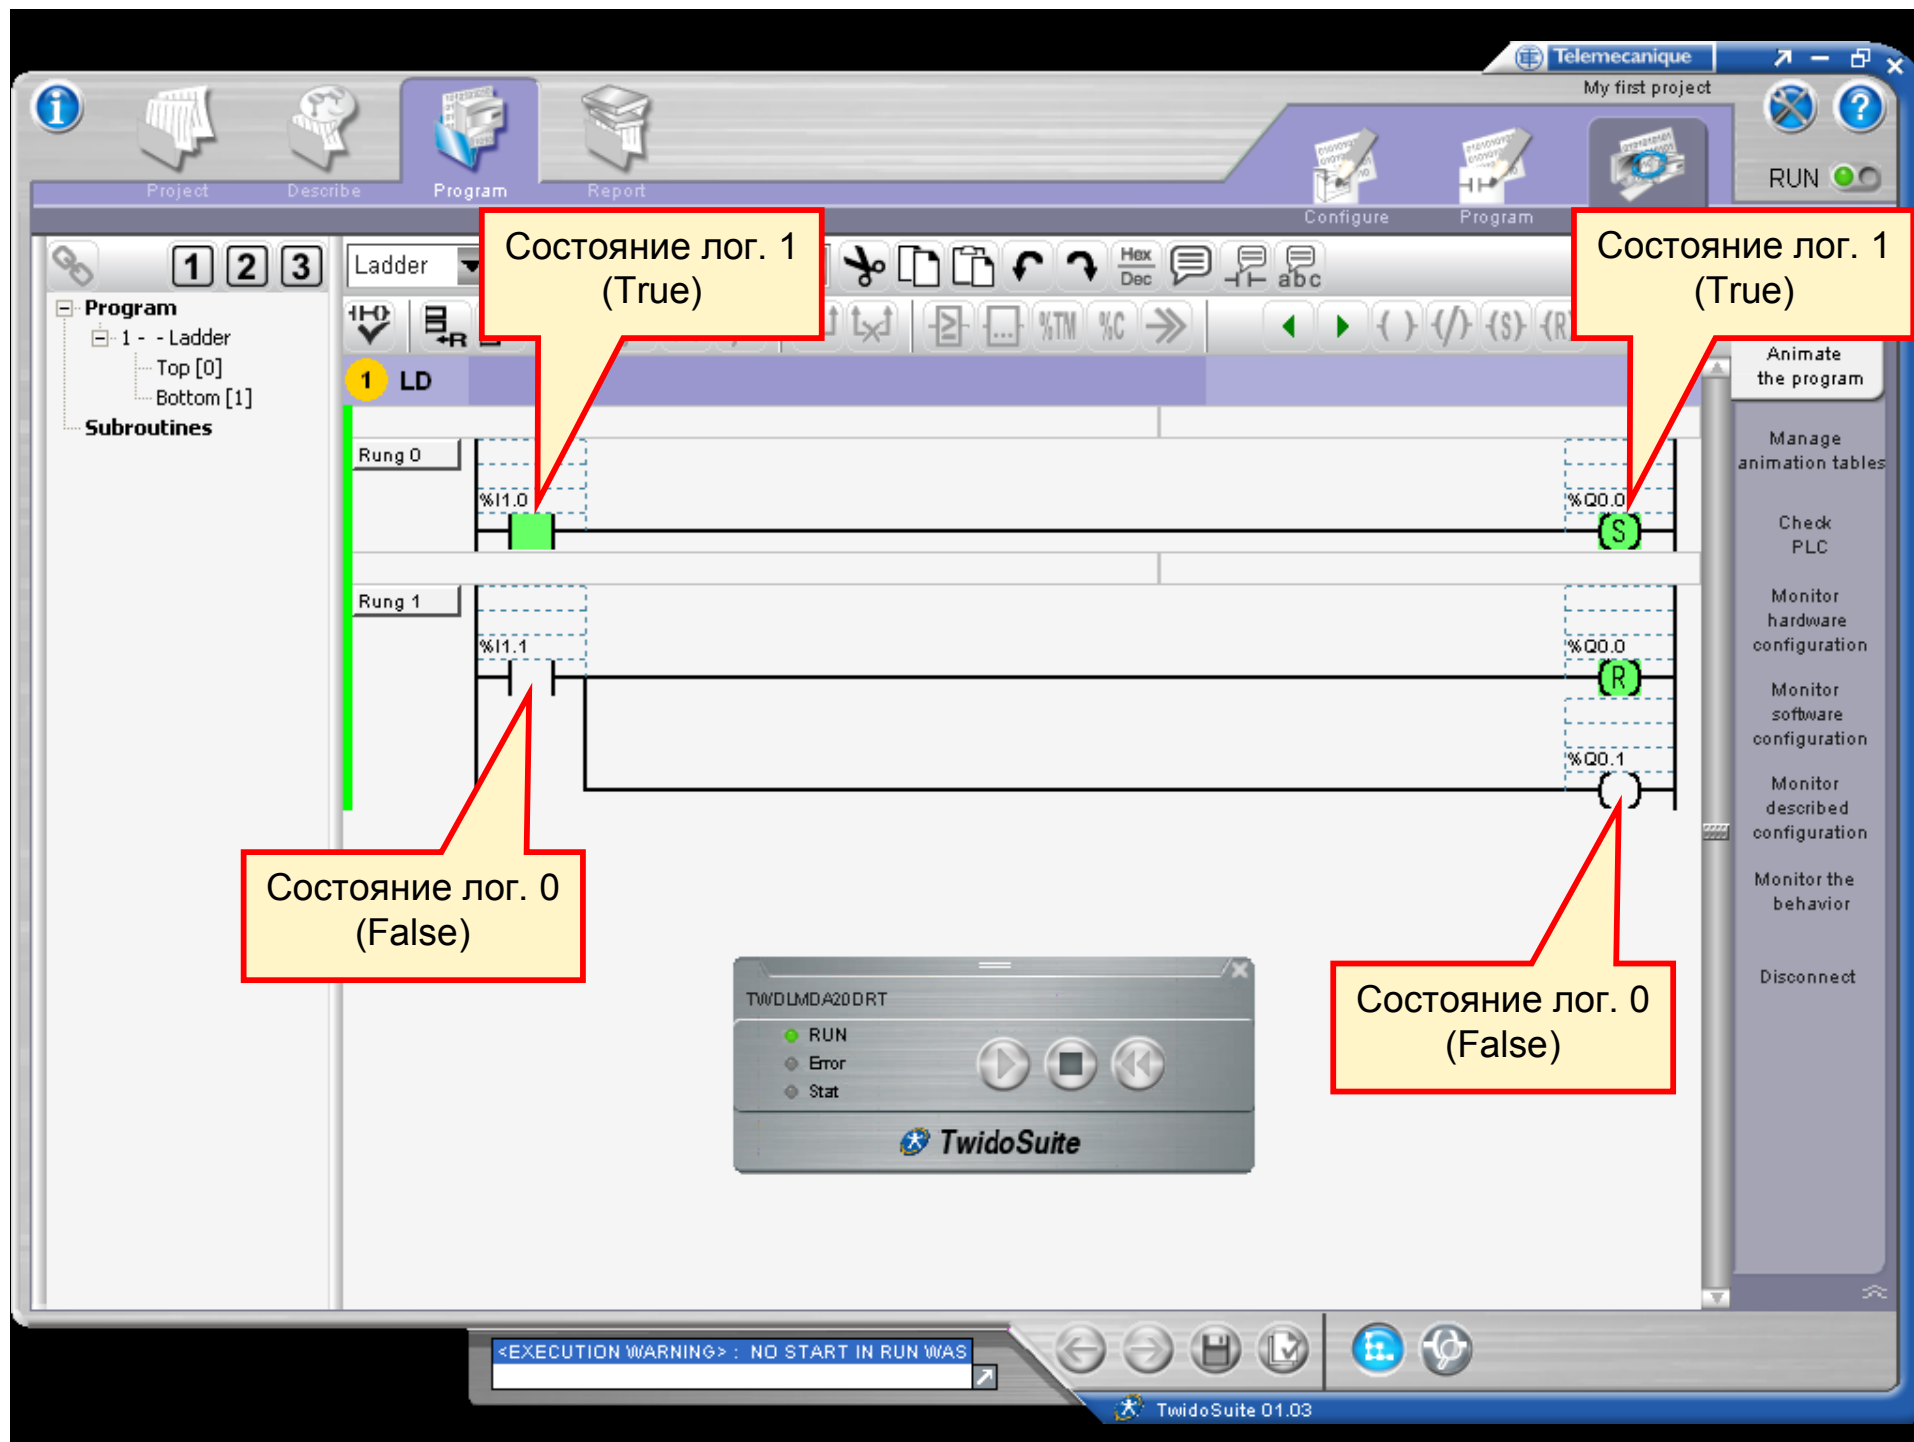 Telemecanique
My first project
Project
Describe
Program
Report
Configure
Program
RUN
1 2 3
Ladder
Hex
Dec
abc
Состояние лог. 1
(True)
Состояние лог. 1
(True)
Program
1 - - Ladder
Top [0]
Bottom [1]
Subroutines
%TM
%C
1 LD
Animate
the program
Manage
animation tables
Check
PLC
Monitor
hardware
configuration
Monitor
software
configuration
Monitor
described
configuration
Monitor the
behavior
Disconnect
Rung 0
%I1.0
%Q0.0
S
Rung 1
%I1.1
%Q0.0
R
%Q0.1
Состояние лог. 0
(False)
Состояние лог. 0
(False)
TWDLMDA20DRT
RUN
Error
Stat
TwidoSuite
<EXECUTION WARNING> : NO START IN RUN WAS
TwidoSuite 01.03